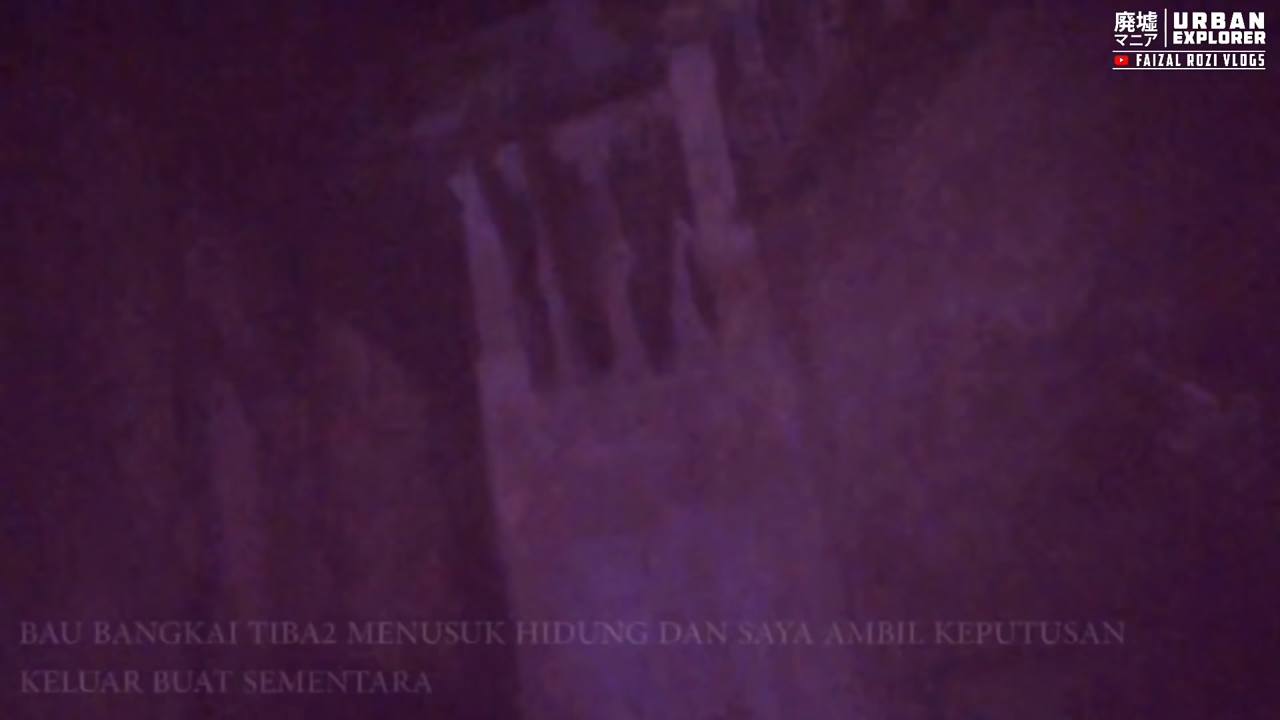 廃墟
マニア
URBAN
EXPLORER
FAIZAL ROZI VLOGS
BAU BANGKAI TIBA2 MENUSUK HIDUNG DAN SAYA AMBIL KEPUTUSAN
KELUAR BUAT SEMENTARA